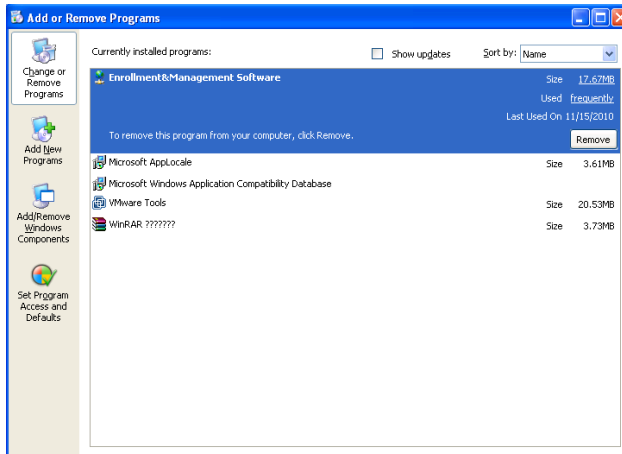 Add or Remove Programs
Change or
Remove
Programs
Add New
Programs
Add/Remove
Windows
Components
Set Program
Access and
Defaults
Currently installed programs: Show updates Sort by: Name
Enrollment&Management Software Size 17.67MB
Used frequently
Last Used On 11/15/2010
To remove this program from your computer, click Remove. Remove
Microsoft AppLocale Size 3.61MB
Microsoft Windows Application Compatibility Database
VMware Tools Size 20.53MB
WinRAR ??????? Size 3.73MB